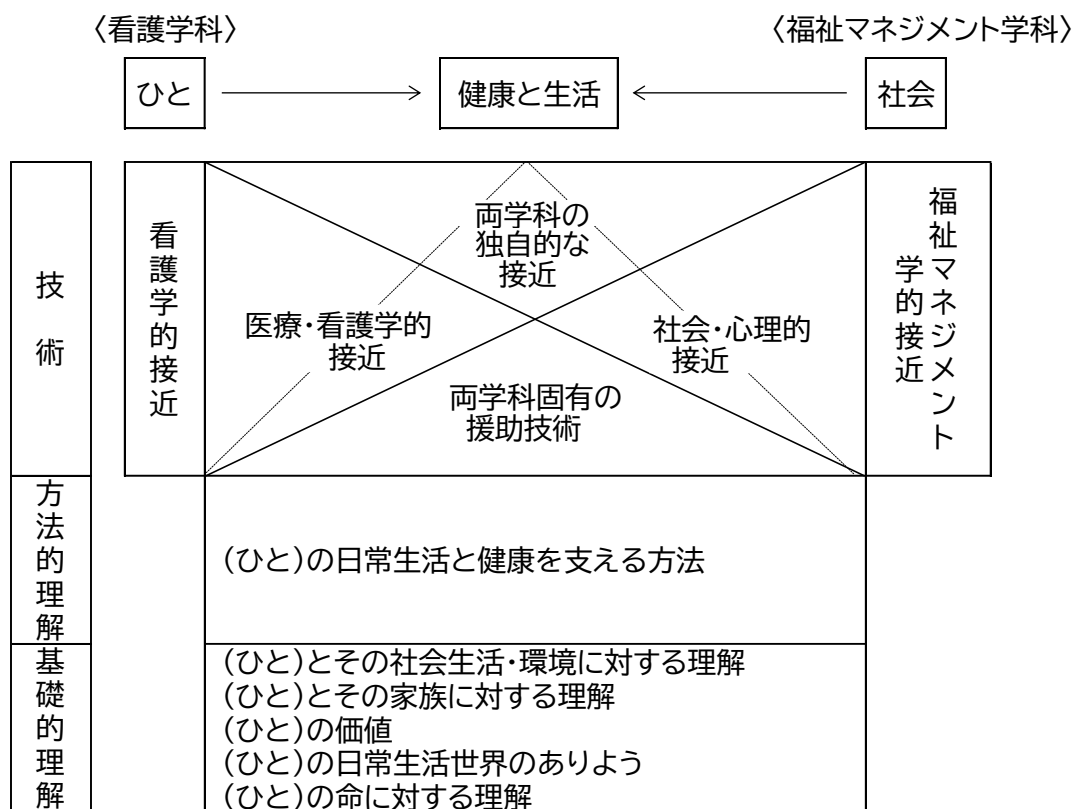 〈看護学科〉
〈福祉マネジメント学科〉
ひと
健康と生活
社会
技術
看護学的接近
両学科の
独自的な
接近
医療・看護学的
接近
社会・心理的
接近
両学科固有の
援助技術
福祉マネジメント
学的接近
方法的理解
(ひと)の日常生活と健康を支える方法
基礎的理解
(ひと)とその社会生活・環境に対する理解
(ひと)とその家族に対する理解
(ひと)の価値
(ひと)の日常生活世界のありよう
(ひと)の命に対する理解